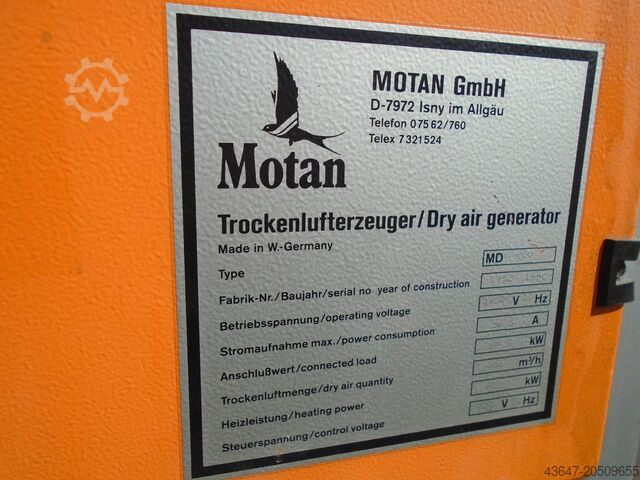 MOTAN GmbH
D-7972 Isny im Allgäu
Telefon 07562/760
Telex 7321524
Motan
Trockenlufterzeuger/Dry air generator
Made in W.-Germany
Type MD
Fabrik-Nr./Baujahr/serial no year of construction
Betriebsspannung/operating voltage V Hz
Stromaufnahme max./power consumption A
Anschlußwert/connected load kW
Trockenluftmenge/dry air quantity m³/h
Heizleistung/heating power kW
Steuerspannung/control voltage V Hz
43647-20509655